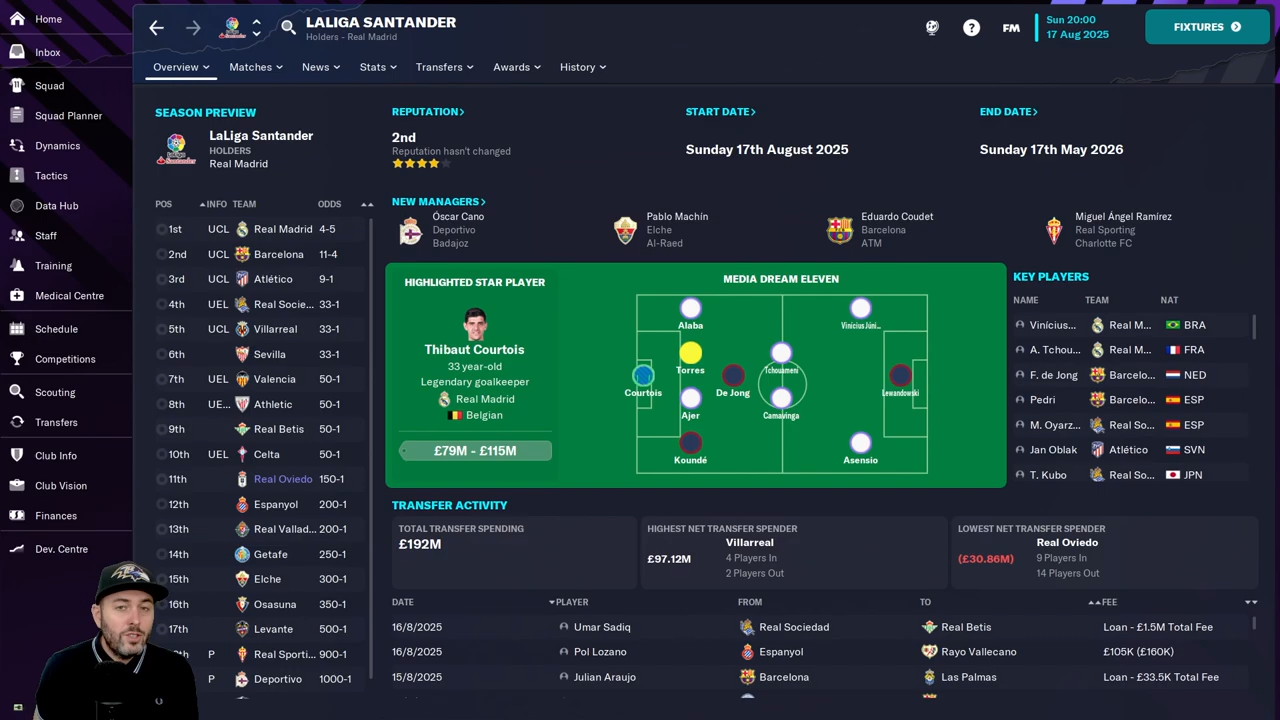 Home
Inbox
Squad
Squad Planner
Dynamics
Tactics
Data Hub
Staff
Training
Medical Centre
Schedule
Competitions
Scouting
Transfers
Club Info
Club Vision
Finances
Dev. Centre
LALIGA SANTANDER
Holders - Real Madrid
FM
Sun 20:00
17 Aug 2025
FIXTURES
Overview Matches News Stats Transfers Awards History
SEASON PREVIEW
LaLiga Santander
HOLDERS
Real Madrid
POS INFO TEAM ODDS
1st UCL Real Madrid 4-5
2nd UCL Barcelona 11-4
3rd UCL Atlético 9-1
4th UEL Real Socie... 33-1
5th UCL Villarreal 33-1
6th Sevilla 33-1
7th UEL Valencia 50-1
8th UE... Athletic 50-1
9th Real Betis 50-1
10th UEL Celta 50-1
11th Real Oviedo 150-1
12th Espanyol 200-1
13th Real Vallad... 200-1
14th Getafe 250-1
15th Elche 300-1
16th Osasuna 350-1
17th Levante 500-1
P Real Sporti... 900-1
P Deportivo 1000-1
REPUTATION
2nd
Reputation hasn't changed
START DATE
Sunday 17th August 2025
END DATE
Sunday 17th May 2026
NEW MANAGERS
Óscar Cano
Deportivo
Badajoz
Pablo Machín
Elche
Al-Raed
Eduardo Coudet
Barcelona
ATM
Miguel Ángel Ramírez
Real Sporting
Charlotte FC
HIGHLIGHTED STAR PLAYER
Thibaut Courtois
33 year-old
Legendary goalkeeper
Real Madrid
Belgian
£79M - £115M
MEDIA DREAM ELEVEN
Alaba
Vinícius Júni...
Torres
Tchouameni
Courtois
De Jong
Lewandowski
Ajer
Camavinga
Koundé
Asensio
KEY PLAYERS
NAME TEAM NAT
Vinícius... Real M... BRA
A. Tchou... Real M... FRA
F. de Jong Barcelo... NED
Pedri Barcelo... ESP
M. Oyarz... Real So... ESP
Jan Oblak Atlético SVN
T. Kubo Real So... JPN
TRANSFER ACTIVITY
TOTAL TRANSFER SPENDING
£192M
HIGHEST NET TRANSFER SPENDER
£97.12M
Villarreal
4 Players In
2 Players Out
LOWEST NET TRANSFER SPENDER
(£30.86M)
Real Oviedo
9 Players In
14 Players Out
DATE PLAYER FROM TO FEE
16/8/2025 Umar Sadiq Real Sociedad Real Betis Loan - £1.5M Total Fee
16/8/2025 Pol Lozano Espanyol Rayo Vallecano £105K (£160K)
15/8/2025 Julian Araujo Barcelona Las Palmas Loan - £33.5K Total Fee